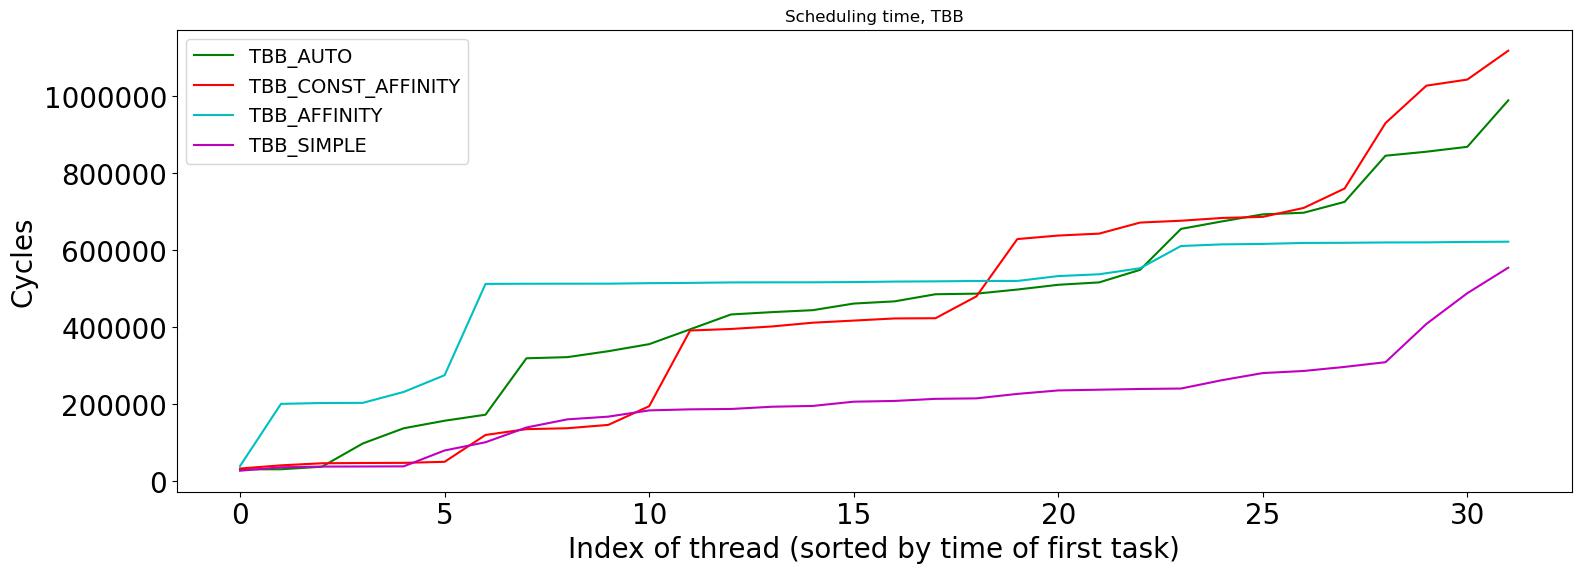 Scheduling time, TBB
TBB_AUTO
TBB_CONST_AFFINITY
TBB_AFFINITY
TBB_SIMPLE
Cycles
1000000
800000
600000
400000
200000
0
0 5 10 15 20 25 30
Index of thread (sorted by time of first task)